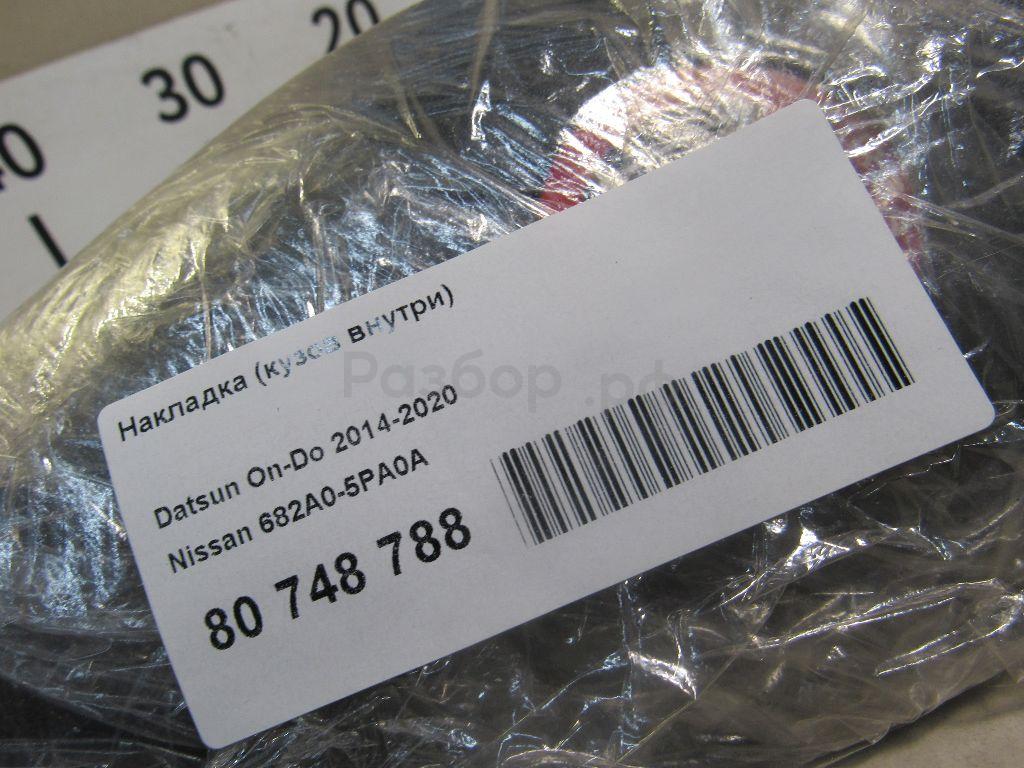 20
30
40
Накладка (кузов внутри)
Разбор.рф
Datsun On-Do 2014-2020
Nissan 682A0-5PA0A
80 748 788